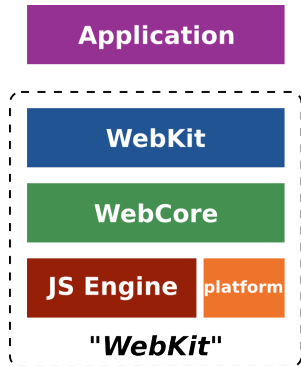 Application
WebKit
WebCore
JS Engine platform
"WebKit"